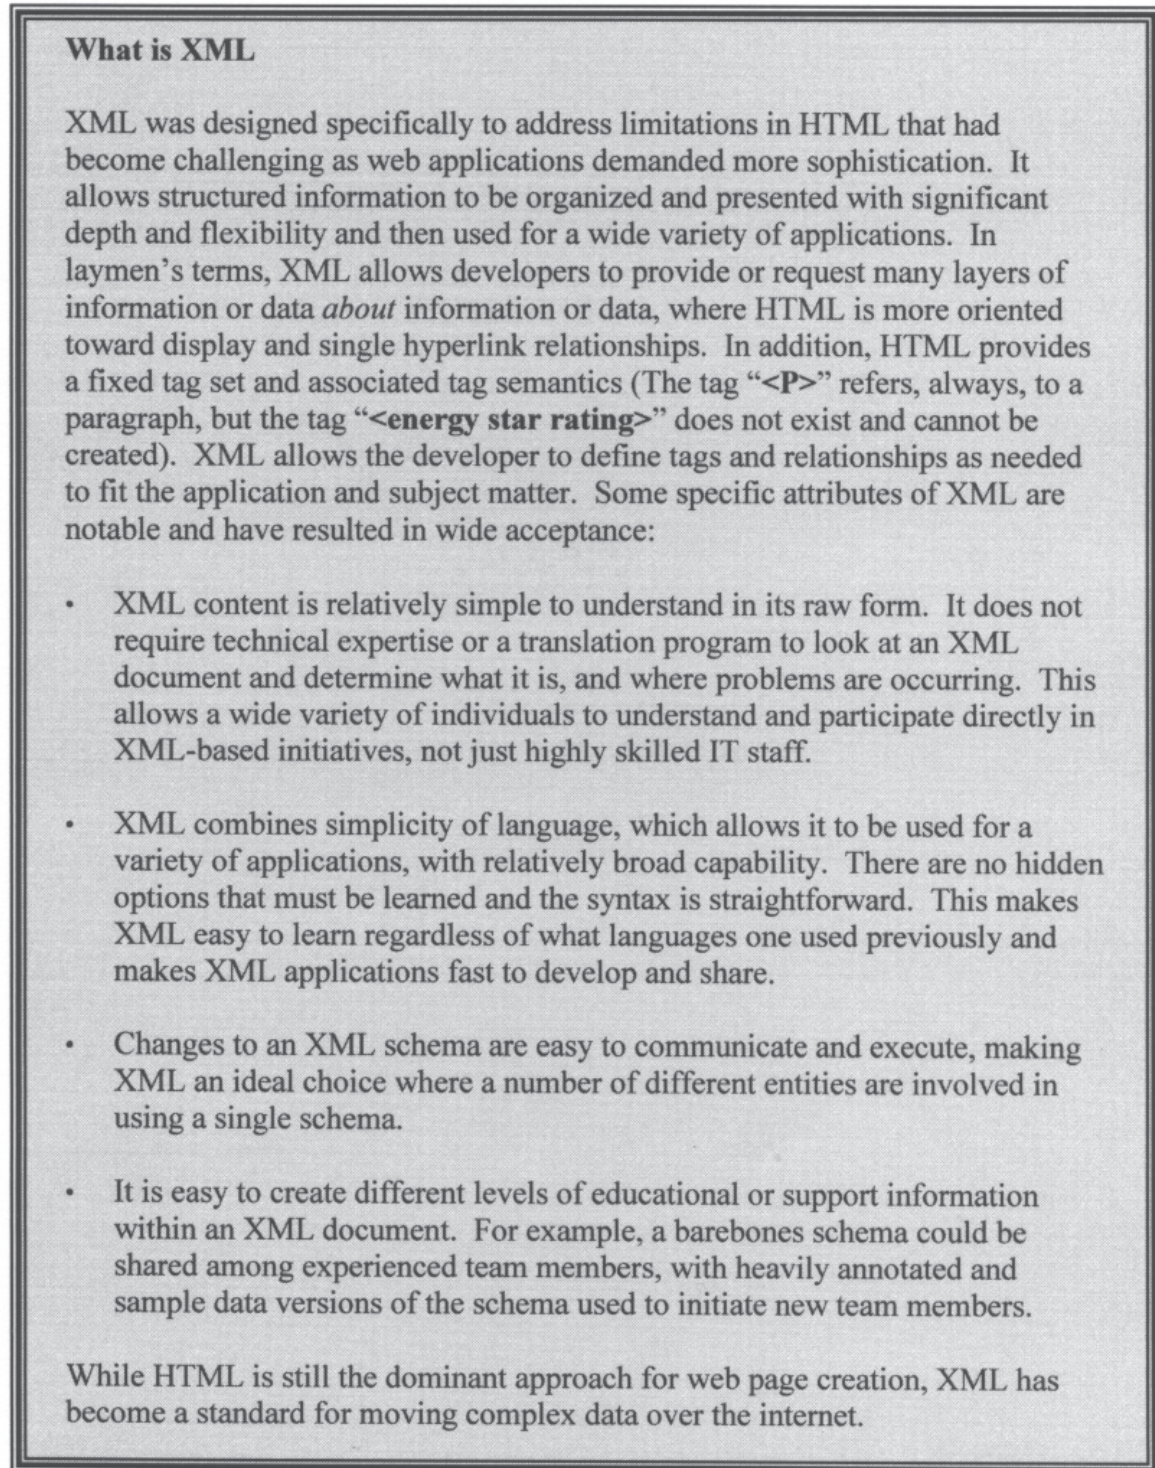 What is XML
XML was designed specifically to address limitations in HTML that had
become challenging as web applications demanded more sophistication. It
allows structured information to be organized and presented with significant
depth and flexibility and then used for a wide variety of applications. In
laymen's terms, XML allows developers to provide or request many layers of
information or data about information or data, where HTML is more oriented
toward display and single hyperlink relationships. In addition, HTML provides
a fixed tag set and associated tag semantics (The tag “<P>” refers, always, to a
paragraph, but the tag “<energy star rating>” does not exist and cannot be
created). XML allows the developer to define tags and relationships as needed
to fit the application and subject matter. Some specific attributes of XML are
notable and have resulted in wide acceptance:
• XML content is relatively simple to understand in its raw form. It does not
require technical expertise or a translation program to look at an XML
document and determine what it is, and where problems are occurring. This
allows a wide variety of individuals to understand and participate directly in
XML-based initiatives, not just highly skilled IT staff.
• XML combines simplicity of language, which allows it to be used for a
variety of applications, with relatively broad capability. There are no hidden
options that must be learned and the syntax is straightforward. This makes
XML easy to learn regardless of what languages one used previously and
makes XML applications fast to develop and share.
• Changes to an XML schema are easy to communicate and execute, making
XML an ideal choice where a number of different entities are involved in
using a single schema.
• It is easy to create different levels of educational or support information
within an XML document. For example, a barebones schema could be
shared among experienced team members, with heavily annotated and
sample data versions of the schema used to initiate new team members.
While HTML is still the dominant approach for web page creation, XML has
become a standard for moving complex data over the internet.